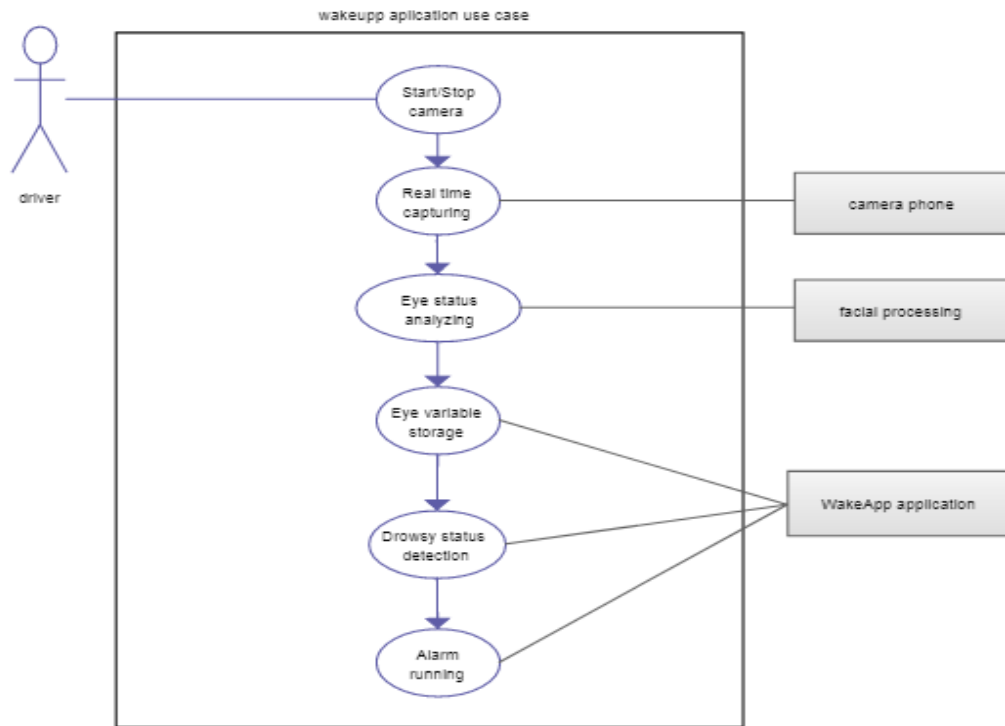 wakeupp aplication use case
Start/Stop
camera
driver
Real time
capturing
camera phone
Eye status
analyzing
facial processing
Eye variable
storage
WakeApp application
Drowsy status
detection
Alarm
running